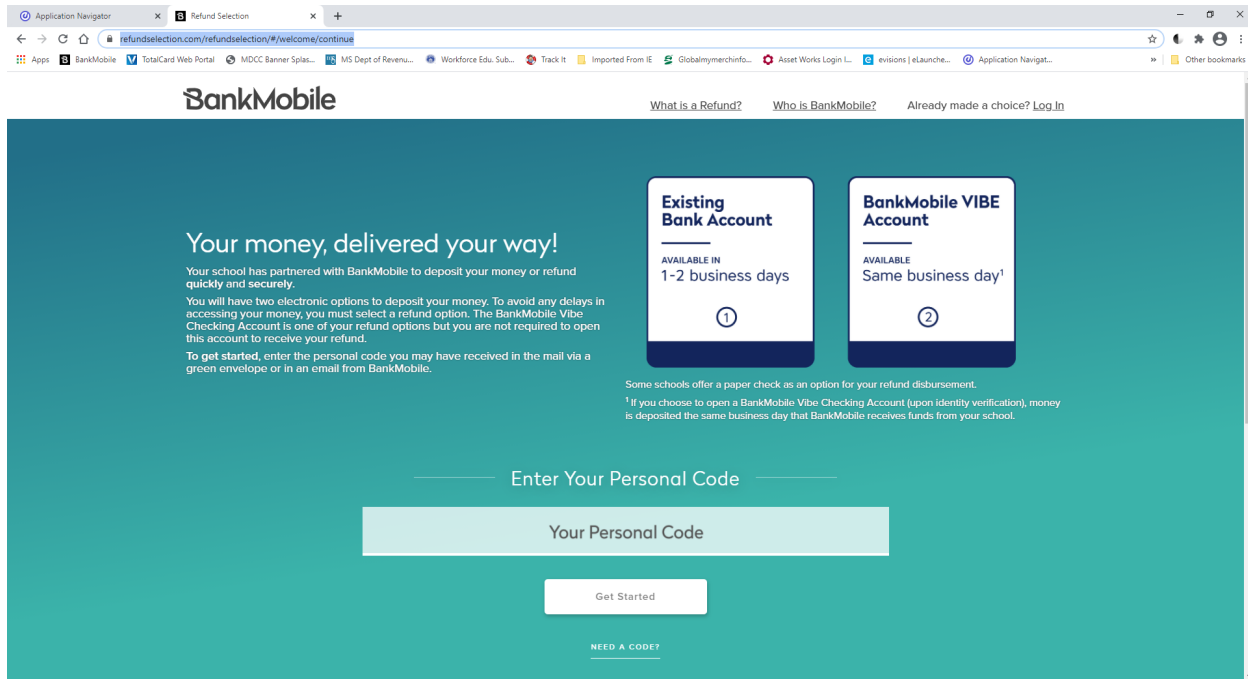 Application Navigator
Refund Selection
refundselection.com/refundselection/#/welcome/continue
Apps BankMobile TotalCard Web Portal MDCC Banner Splas... MS Dept of Revenu... Workforce Edu. Sub... Track It Imported From IE Globalmymerchinfo... Asset Works Login I... evisions | eLaunche... Application Navigat... » Other bookmarks
BankMobile
What is a Refund? Who is BankMobile? Already made a choice? Log In
Your money, delivered your way!
Your school has partnered with BankMobile to deposit your money or refund
quickly and securely.
You will have two electronic options to deposit your money. To avoid any delays in
accessing your money, you must select a refund option. The BankMobile Vibe
Checking Account is one of your refund options but you are not required to open
this account to receive your refund.
To get started, enter the personal code you may have received in the mail via a
green envelope or in an email from BankMobile.
Existing
Bank Account
AVAILABLE IN
1-2 business days
1
BankMobile VIBE
Account
AVAILABLE
Same business day¹
2
Some schools offer a paper check as an option for your refund disbursement.
¹ If you choose to open a BankMobile Vibe Checking Account (upon identity verification), money
is deposited the same business day that BankMobile receives funds from your school.
Enter Your Personal Code
Your Personal Code
Get Started
NEED A CODE?